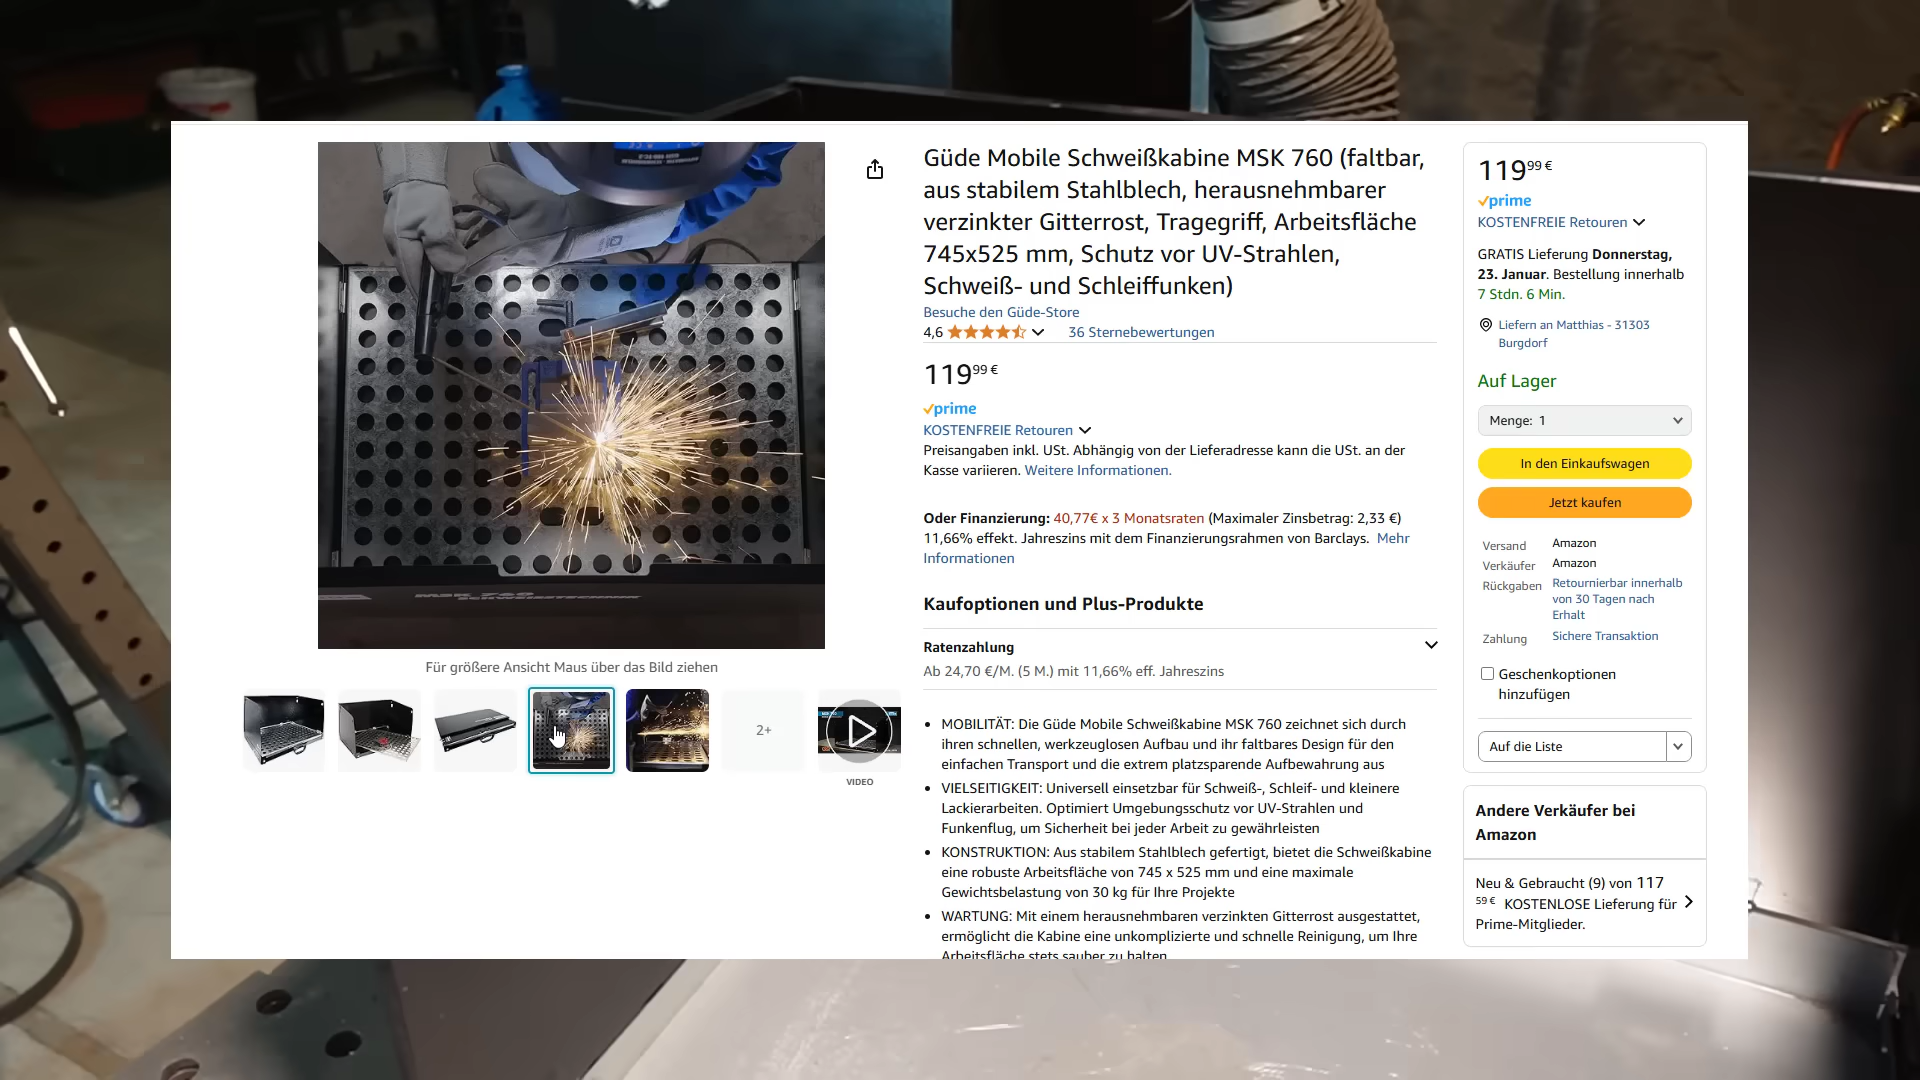 Güde Mobile Schweißkabine MSK 760 (faltbar,
aus stabilem Stahlblech, herausnehmbarer
verzinkter Gitterrost, Tragegriff, Arbeitsfläche
745x525 mm, Schutz vor UV-Strahlen,
Schweiß- und Schleiffunken)
Besuche den Güde-Store
4,6
36 Sternebewertungen
119 99 €
prime
KOSTENFREIE Retouren
Preisangaben inkl. USt. Abhängig von der Lieferadresse kann die USt. an der
Kasse variieren. Weitere Informationen.
Oder Finanzierung: 40,77€ x 3 Monatsraten (Maximaler Zinsbetrag: 2,33 €)
11,66% effekt. Jahreszins mit dem Finanzierungsrahmen von Barclays. Mehr
Informationen
Kaufoptionen und Plus-Produkte
Ratenzahlung
Ab 24,70 €/M. (5 M.) mit 11,66% eff. Jahreszins
• MOBILITÄT: Die Güde Mobile Schweißkabine MSK 760 zeichnet sich durch
ihren schnellen, werkzeuglosen Aufbau und ihr faltbares Design für den
einfachen Transport und die extrem platzsparende Aufbewahrung aus
• VIELSEITIGKEIT: Universell einsetzbar für Schweiß-, Schleif- und kleinere
Lackierarbeiten. Optimiert Umgebungsschutz vor UV-Strahlen und
Funkenflug, um Sicherheit bei jeder Arbeit zu gewährleisten
• KONSTRUKTION: Aus stabilem Stahlblech gefertigt, bietet die Schweißkabine
eine robuste Arbeitsfläche von 745 x 525 mm und eine maximale
Gewichtsbelastung von 30 kg für Ihre Projekte
• WARTUNG: Mit einem herausnehmbaren verzinkten Gitterrost ausgestattet,
ermöglicht die Kabine eine unkomplizierte und schnelle Reinigung, um Ihre
Arbeitsfläche stets sauber zu halten
MSK 760
Für größere Ansicht Maus über das Bild ziehen
2+
VIDEO
119 99 €
prime
KOSTENFREIE Retouren
GRATIS Lieferung Donnerstag,
23. Januar. Bestellung innerhalb
7 Stdn. 6 Min.
Liefern an Matthias - 31303
Burgdorf
Auf Lager
Menge: 1
In den Einkaufswagen
Jetzt kaufen
Versand Amazon
Verkäufer Amazon
Rückgaben Retournierbar innerhalb
von 30 Tagen nach
Erhalt
Zahlung Sichere Transaktion
Geschenkoptionen
hinzufügen
Auf die Liste
Andere Verkäufer bei
Amazon
Neu & Gebraucht (9) von 117
59 € KOSTENLOSE Lieferung für
Prime-Mitglieder.